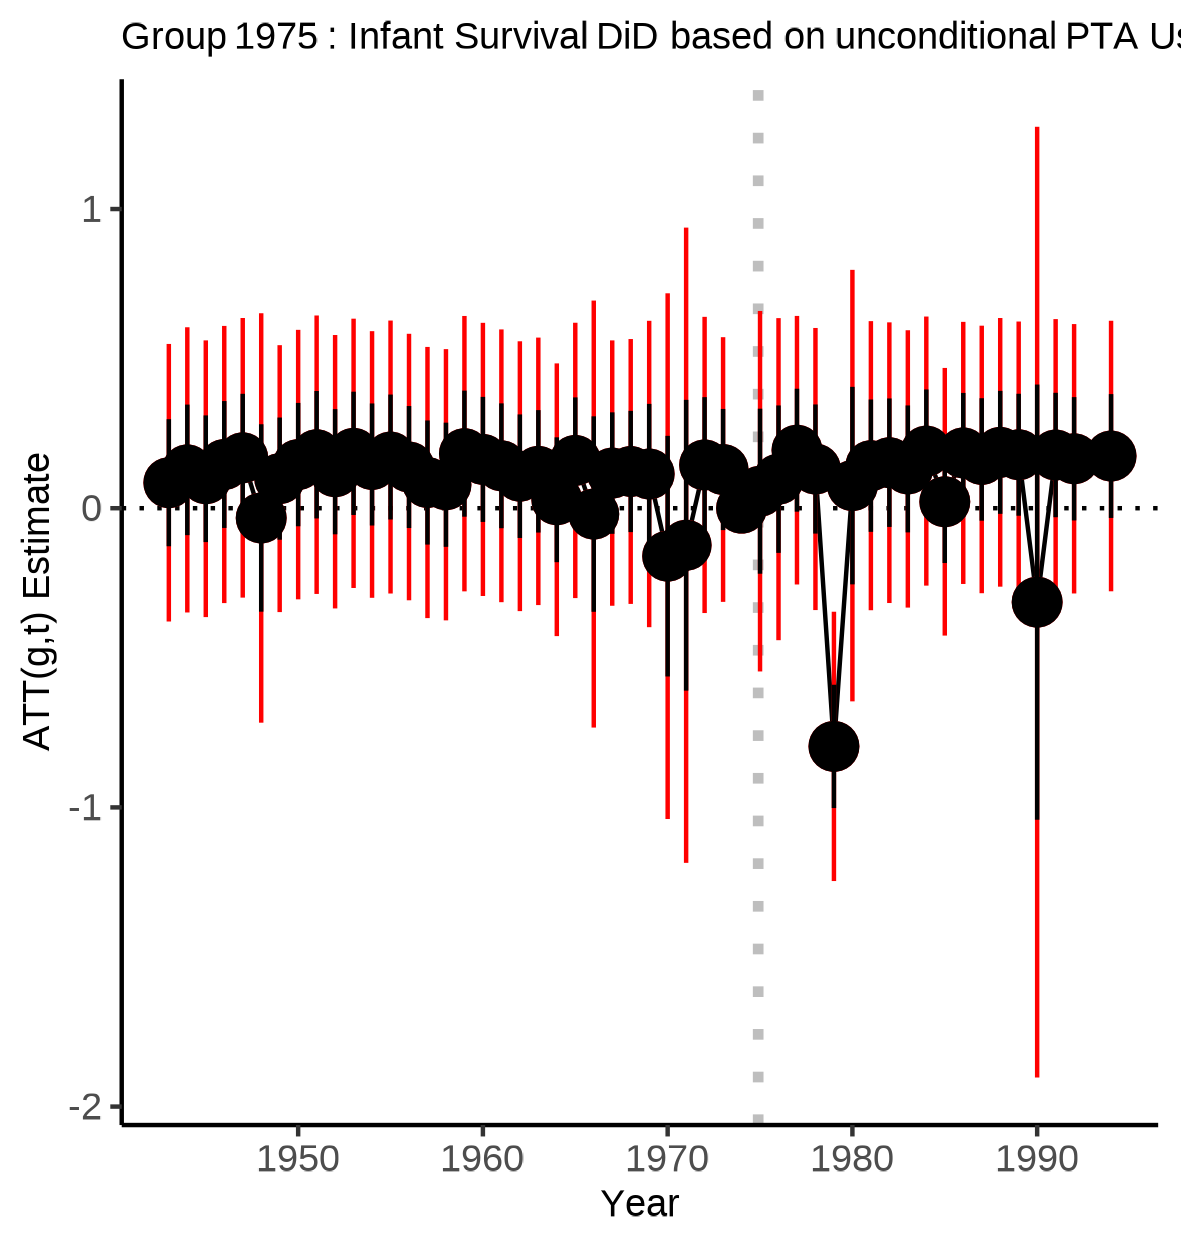 Group 1975 : Infant Survival DiD based on unconditional PTA
1
0
-1
-2
ATT(g,t) Estimate
1950 1960 1970 1980 1990
Year